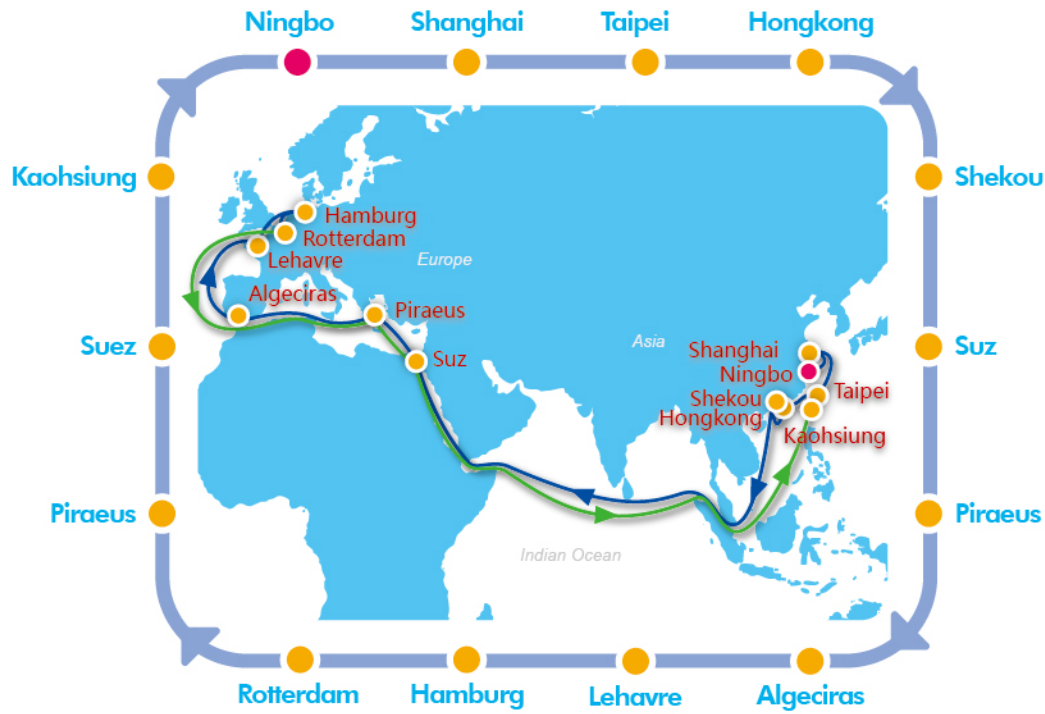 Ningbo
Shanghai
Taipei
Hongkong
Kaohsiung
Shekou
Hamburg
Rotterdam
Lehavre
Europe
Algeciras
Piraeus
Suez
Suz
Asia
Shanghai
Ningbo
Suz
Shekou
Taipei
Hongkong
Kaohsiung
Piraeus
Indian Ocean
Piraeus
Rotterdam
Hamburg
Lehavre
Algeciras